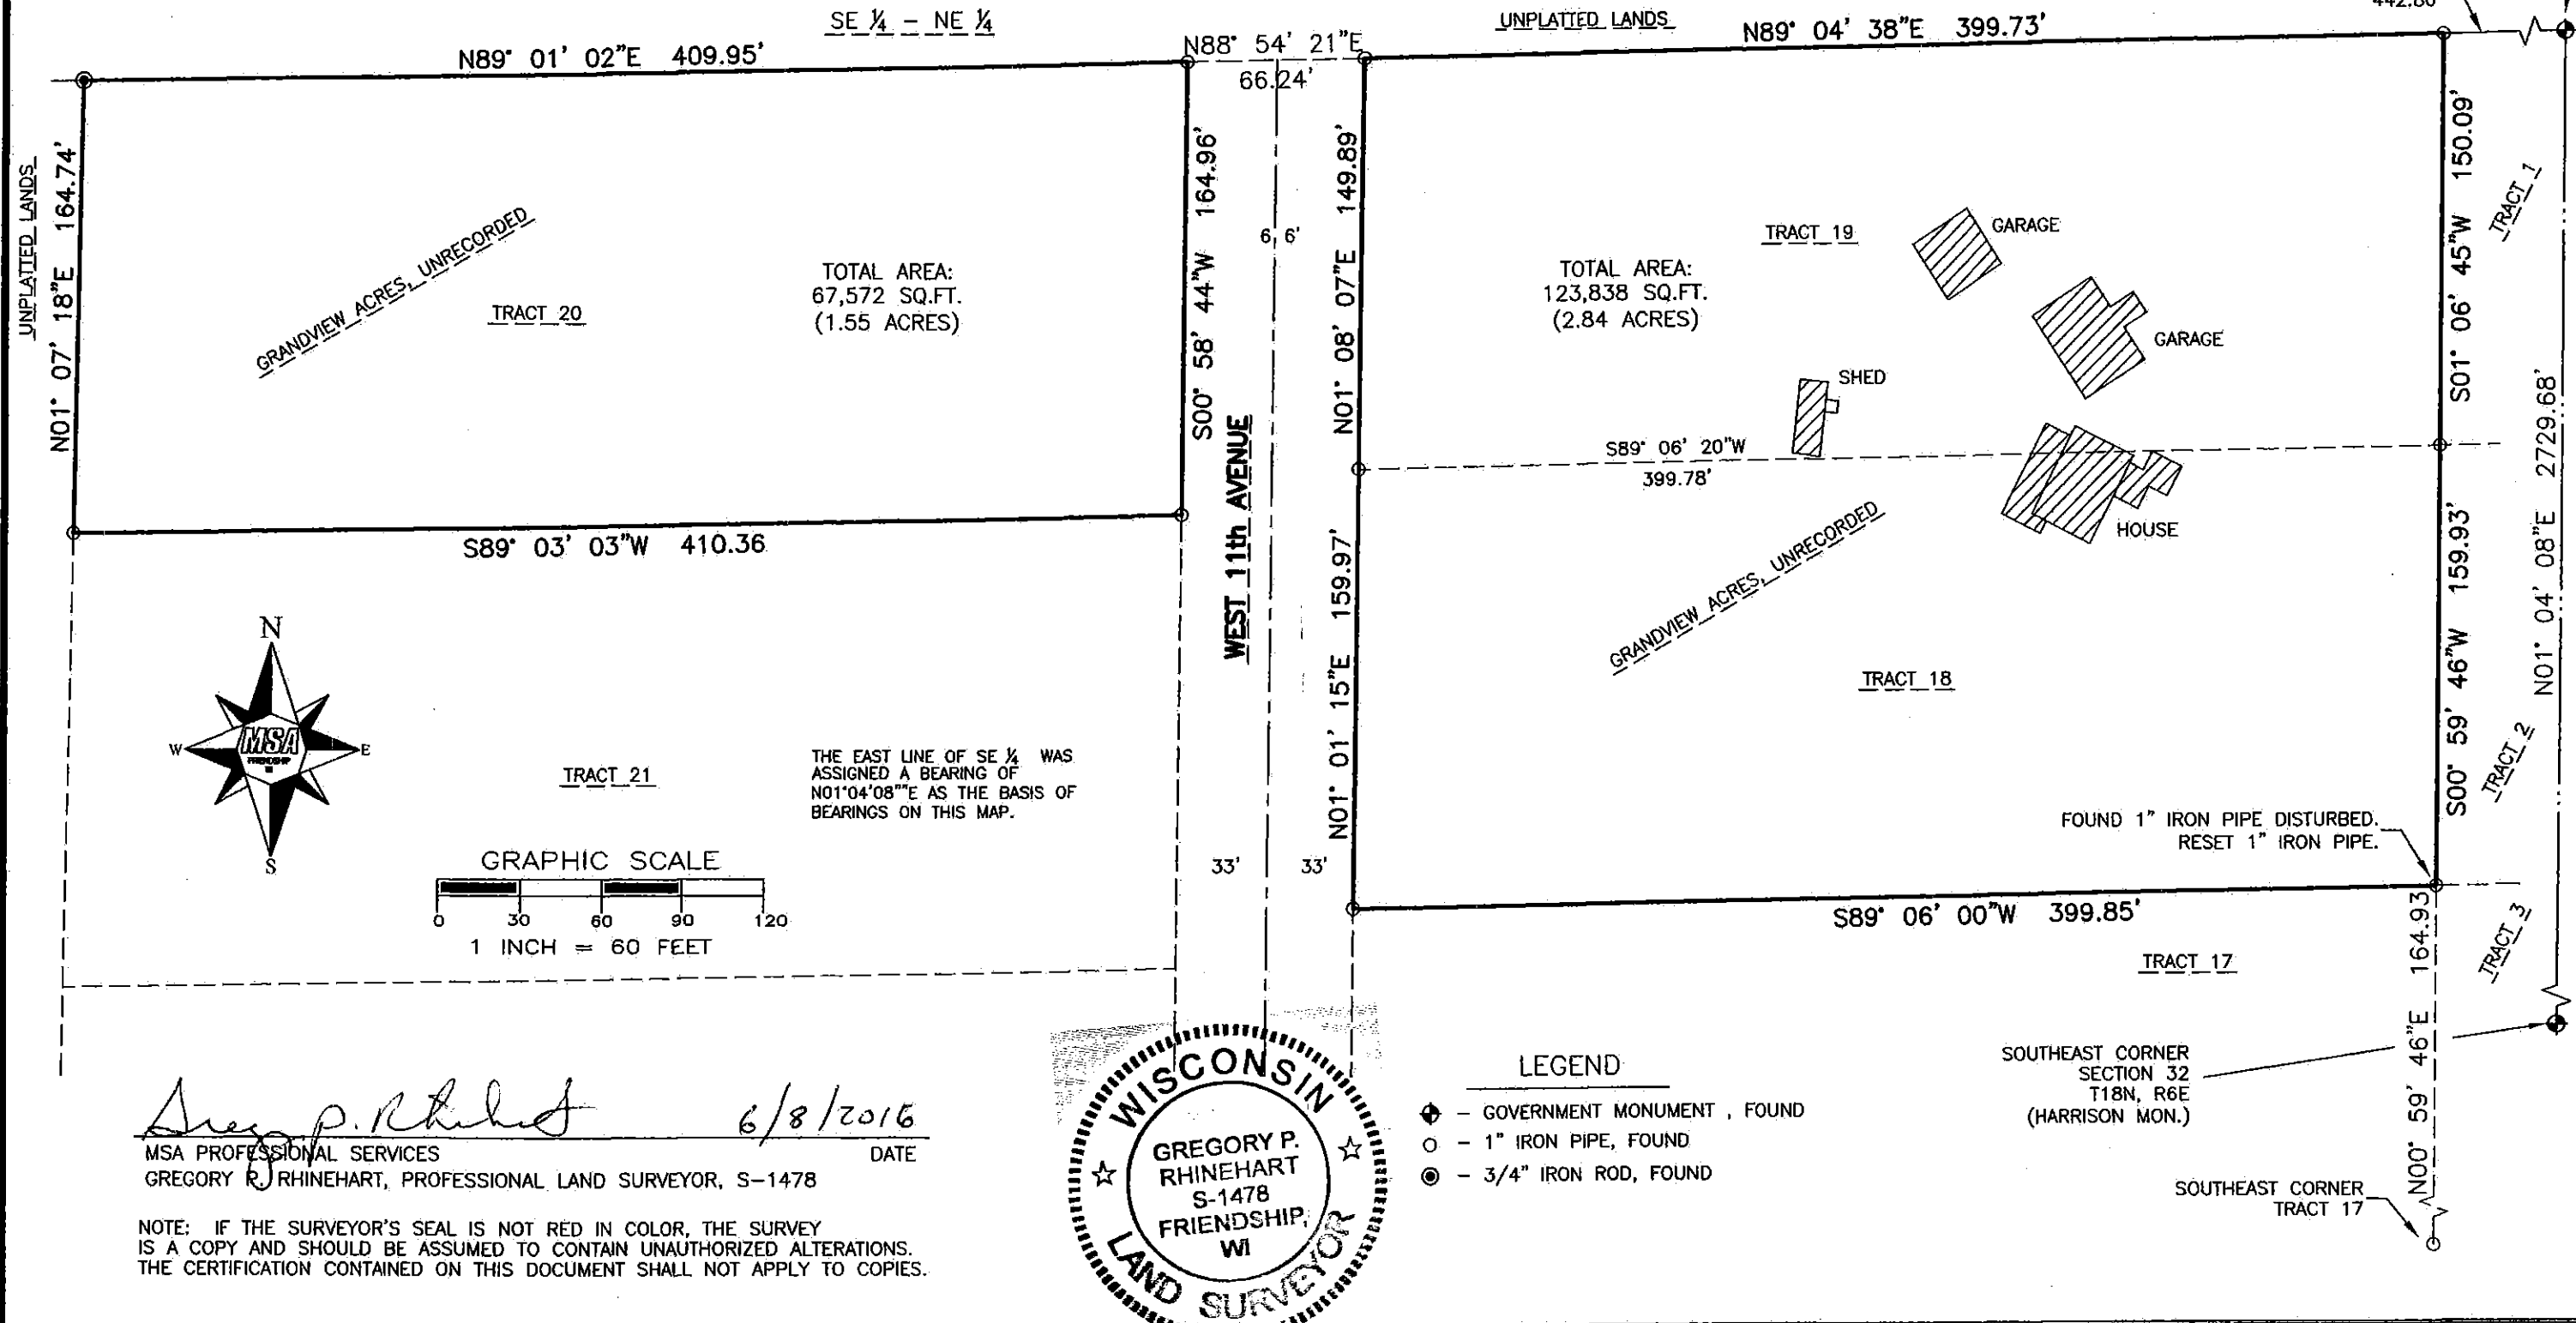 SE ¼ – NE ¼
UNPLATTED LANDS
N89° 01' 02"E 409.95'
N88° 54' 21"E
66.24'
N89° 04' 38"E 399.73'
UNPLATTED LANDS
N01° 07' 18"E 164.74'
GRANDVIEW ACRES, UNRECORDED
TRACT 20
TOTAL AREA:
67,572 SQ.FT.
(1.55 ACRES)
S00° 58' 44"W 164.96'
66'
N01° 08' 07"E 149.89'
TOTAL AREA:
123,838 SQ.FT.
(2.84 ACRES)
TRACT 19
GARAGE
GARAGE
SHED
S01° 06' 45"W 150.09'
TRACT 1
S89° 06' 20"W
399.78'
HOUSE
N01° 04' 08"E 2729.68'
S89° 03' 03"W 410.36
WEST 11th AVENUE
N01° 01' 15"E 159.97'
GRANDVIEW ACRES, UNRECORDED
TRACT 18
S00° 59' 46"W 159.93'
TRACT 2
N
W
E
S
MSA
FRIENDSHIP
TRACT 21
THE EAST LINE OF SE ¼ WAS
ASSIGNED A BEARING OF
N01°04'08""E AS THE BASIS OF
BEARINGS ON THIS MAP.
33'
33'
FOUND 1" IRON PIPE DISTURBED.
RESET 1" IRON PIPE.
GRAPHIC SCALE
0 30 60 90 120
1 INCH = 60 FEET
S89° 06' 00"W 399.85'
TRACT 17
N00° 59' 46"E 164.93
TRACT 3
SOUTHEAST CORNER
SECTION 32
T18N, R6E
(HARRISON MON.)
SOUTHEAST CORNER
TRACT 17
LEGEND
– GOVERNMENT MONUMENT , FOUND
– 1" IRON PIPE, FOUND
– 3/4" IRON ROD, FOUND
6/8/2016
MSA PROFESSIONAL SERVICES
DATE
GREGORY P. RHINEHART, PROFESSIONAL LAND SURVEYOR, S–1478
NOTE: IF THE SURVEYOR'S SEAL IS NOT RED IN COLOR, THE SURVEY
IS A COPY AND SHOULD BE ASSUMED TO CONTAIN UNAUTHORIZED ALTERATIONS.
THE CERTIFICATION CONTAINED ON THIS DOCUMENT SHALL NOT APPLY TO COPIES.
WISCONSIN
GREGORY P.
RHINEHART
S-1478
FRIENDSHIP,
WI
LAND SURVEYOR